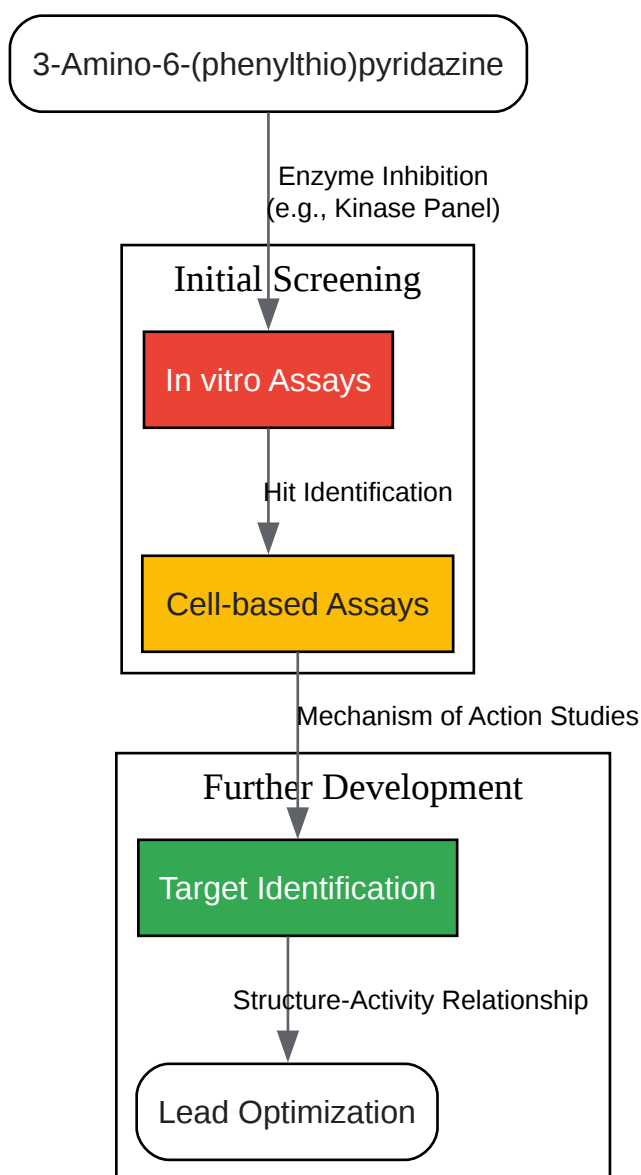 3-Amino-6-(phenylthio)pyridazine
Enzyme Inhibition
(e.g., Kinase Panel)
Initial Screening
In vitro Assays
Hit Identification
Cell-based Assays
Mechanism of Action Studies
Further Development
Target Identification
Structure-Activity Relationship
Lead Optimization